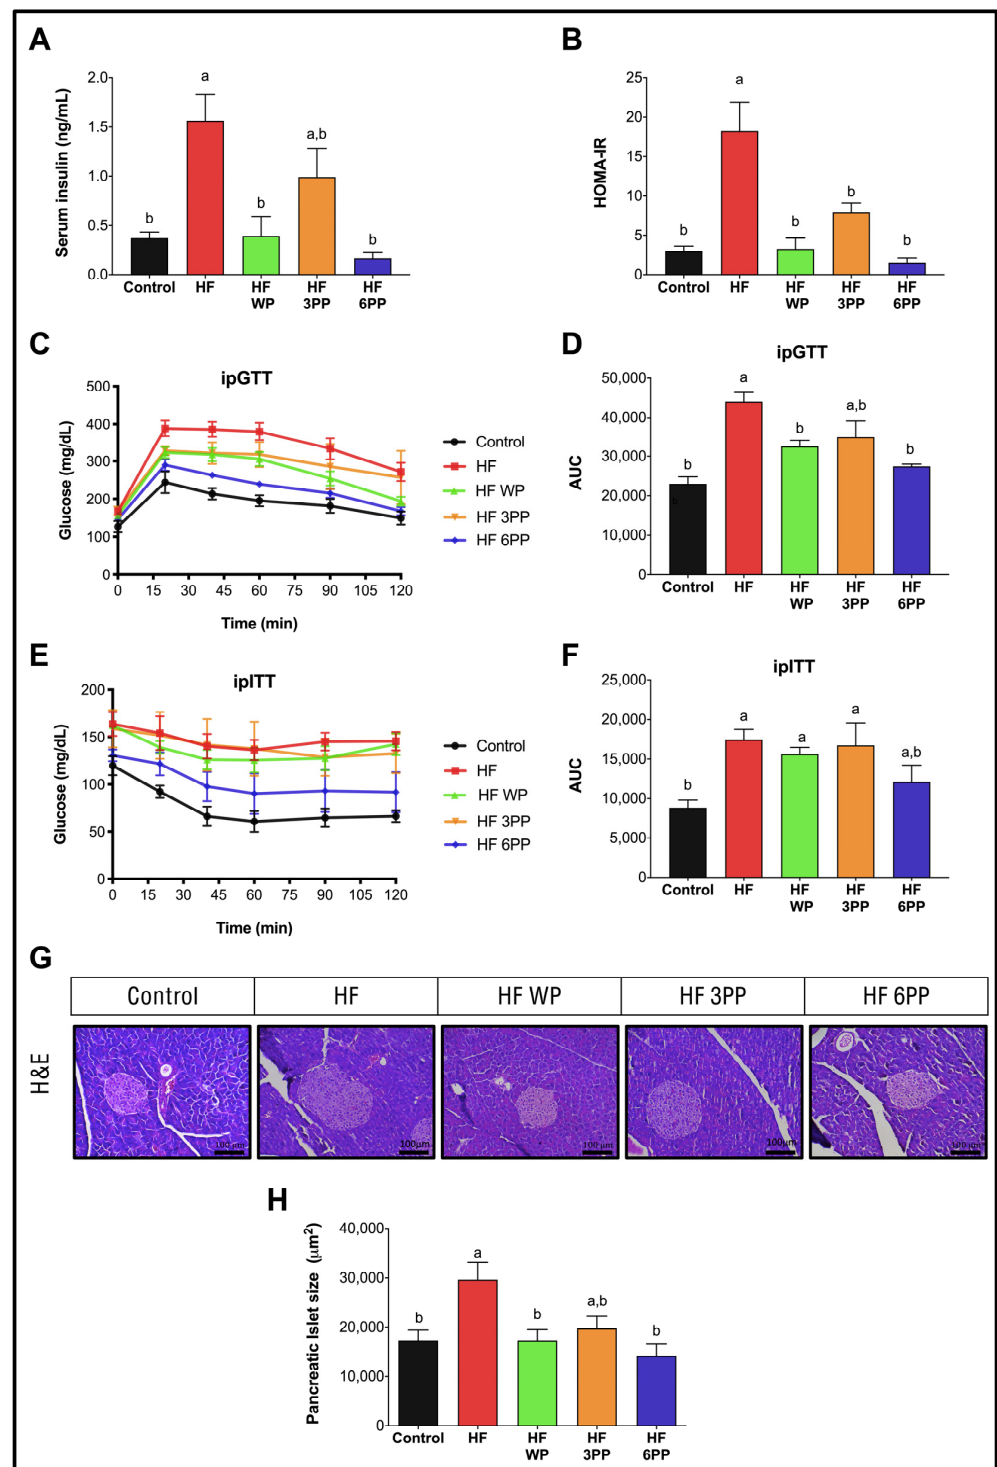 A
Serum insulin (ng/mL)
2.0
1.5
1.0
0.5
0.0
b
a
b
a,b
b
Control HF HF WP HF 3PP HF 6PP
B
HOMA-IR
25
20
15
10
5
0
b
a
b
b
b
Control HF HF WP HF 3PP HF 6PP
C
ipGTT
Glucose (mg/dL)
500
400
300
200
100
0
0 15 30 45 60 75 90 105 120
Time (min)
Control
HF
HF WP
HF 3PP
HF 6PP
D
ipGTT
AUC
50,000
40,000
30,000
20,000
10,000
0
b
b
a
b
a,b
b
Control HF HF WP HF 3PP HF 6PP
E
ipITT
Glucose (mg/dL)
200
150
100
50
0
0 15 30 45 60 75 90 105 120
Time (min)
Control
HF
HF WP
HF 3PP
HF 6PP
F
ipITT
AUC
25,000
20,000
15,000
10,000
5,000
0
b
a
a
a
a,b
Control HF HF WP HF 3PP HF 6PP
G
Control HF HF WP HF 3PP HF 6PP
H&E
100µm
100µm
100µm
100µm
100µm
H
Pancreatic Islet size (µm²)
40,000
30,000
20,000
10,000
0
b
a
b
a,b
b
Control HF HF WP HF 3PP HF 6PP